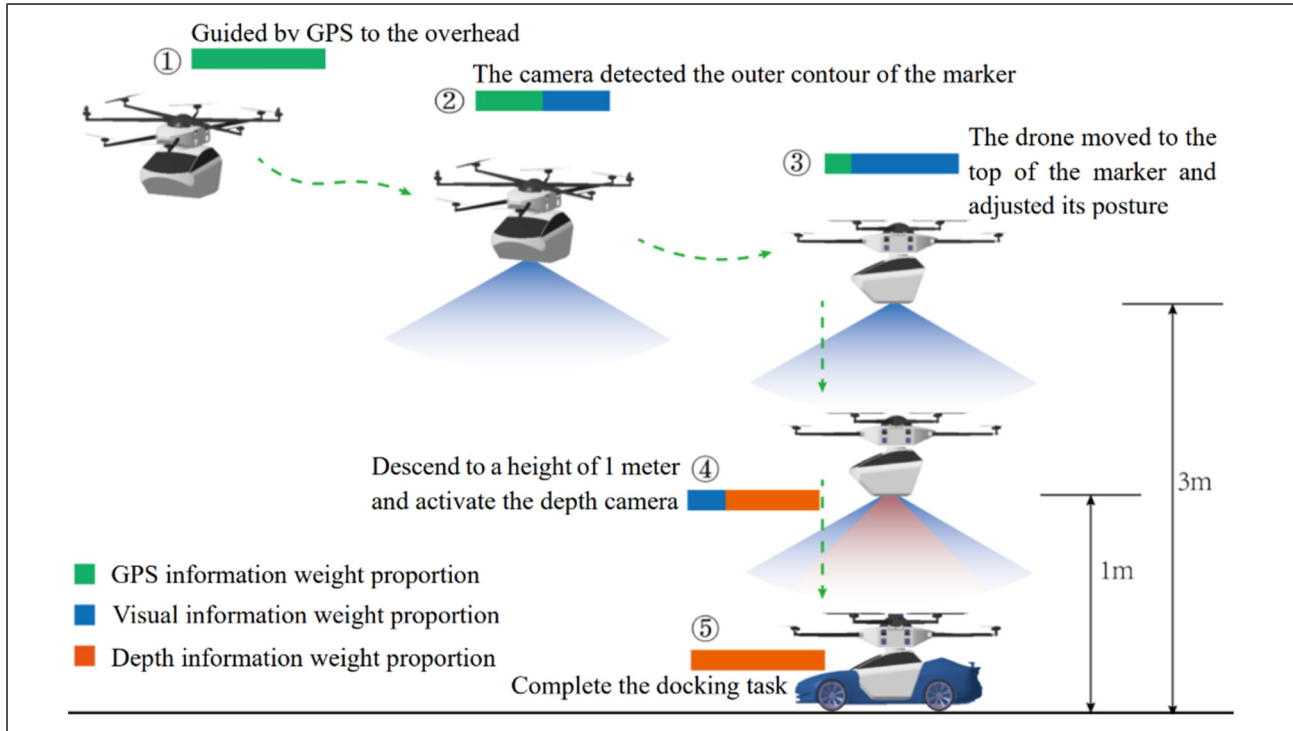 Guided by GPS to the overhead
①
The camera detected the outer contour of the marker
②
③
The drone moved to the
top of the marker and
adjusted its posture
Descend to a height of 1 meter
④
and activate the depth camera
3m
1m
GPS information weight proportion
Visual information weight proportion
Depth information weight proportion
⑤
Complete the docking task